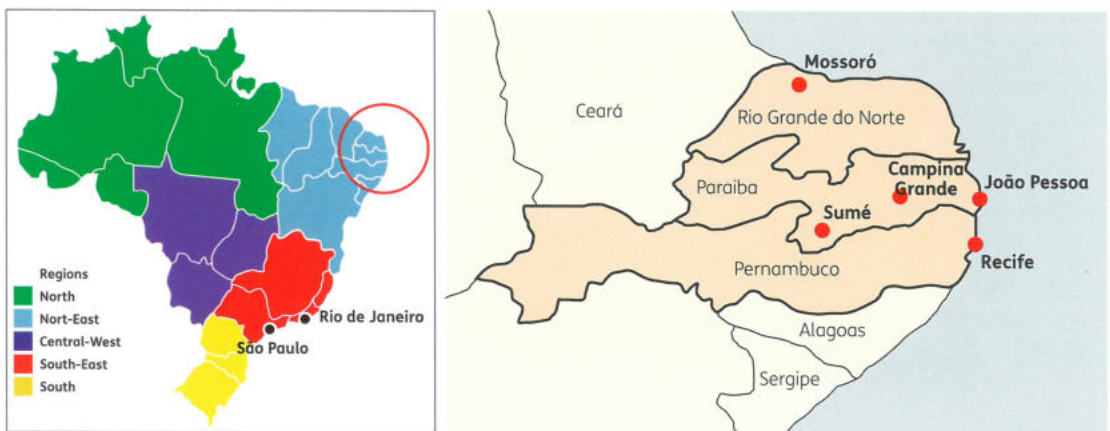 Regions
North
Nort-East
Central-West
South-East
South
Rio de Janeiro
São Paulo
Mossoró
Ceará
Rio Grande do Norte
Paraiba
Campina
Grande
João Pessoa
Sumé
Recife
Pernambuco
Alagoas
Sergipe